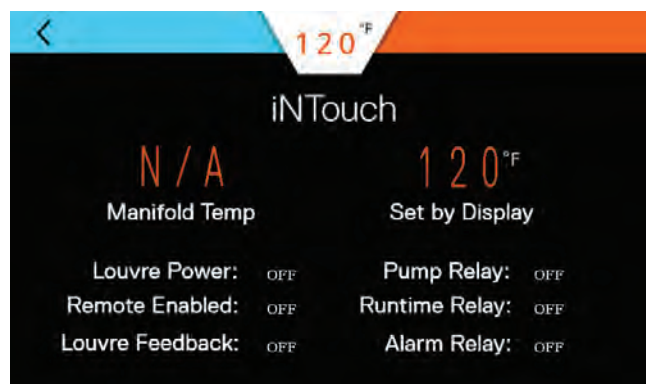 120°F
iNTouch
N/A 120°F
Manifold Temp Set by Display
Louvre Power: OFF Pump Relay: OFF
Remote Enabled: OFF Runtime Relay: OFF
Louvre Feedback: OFF Alarm Relay: OFF